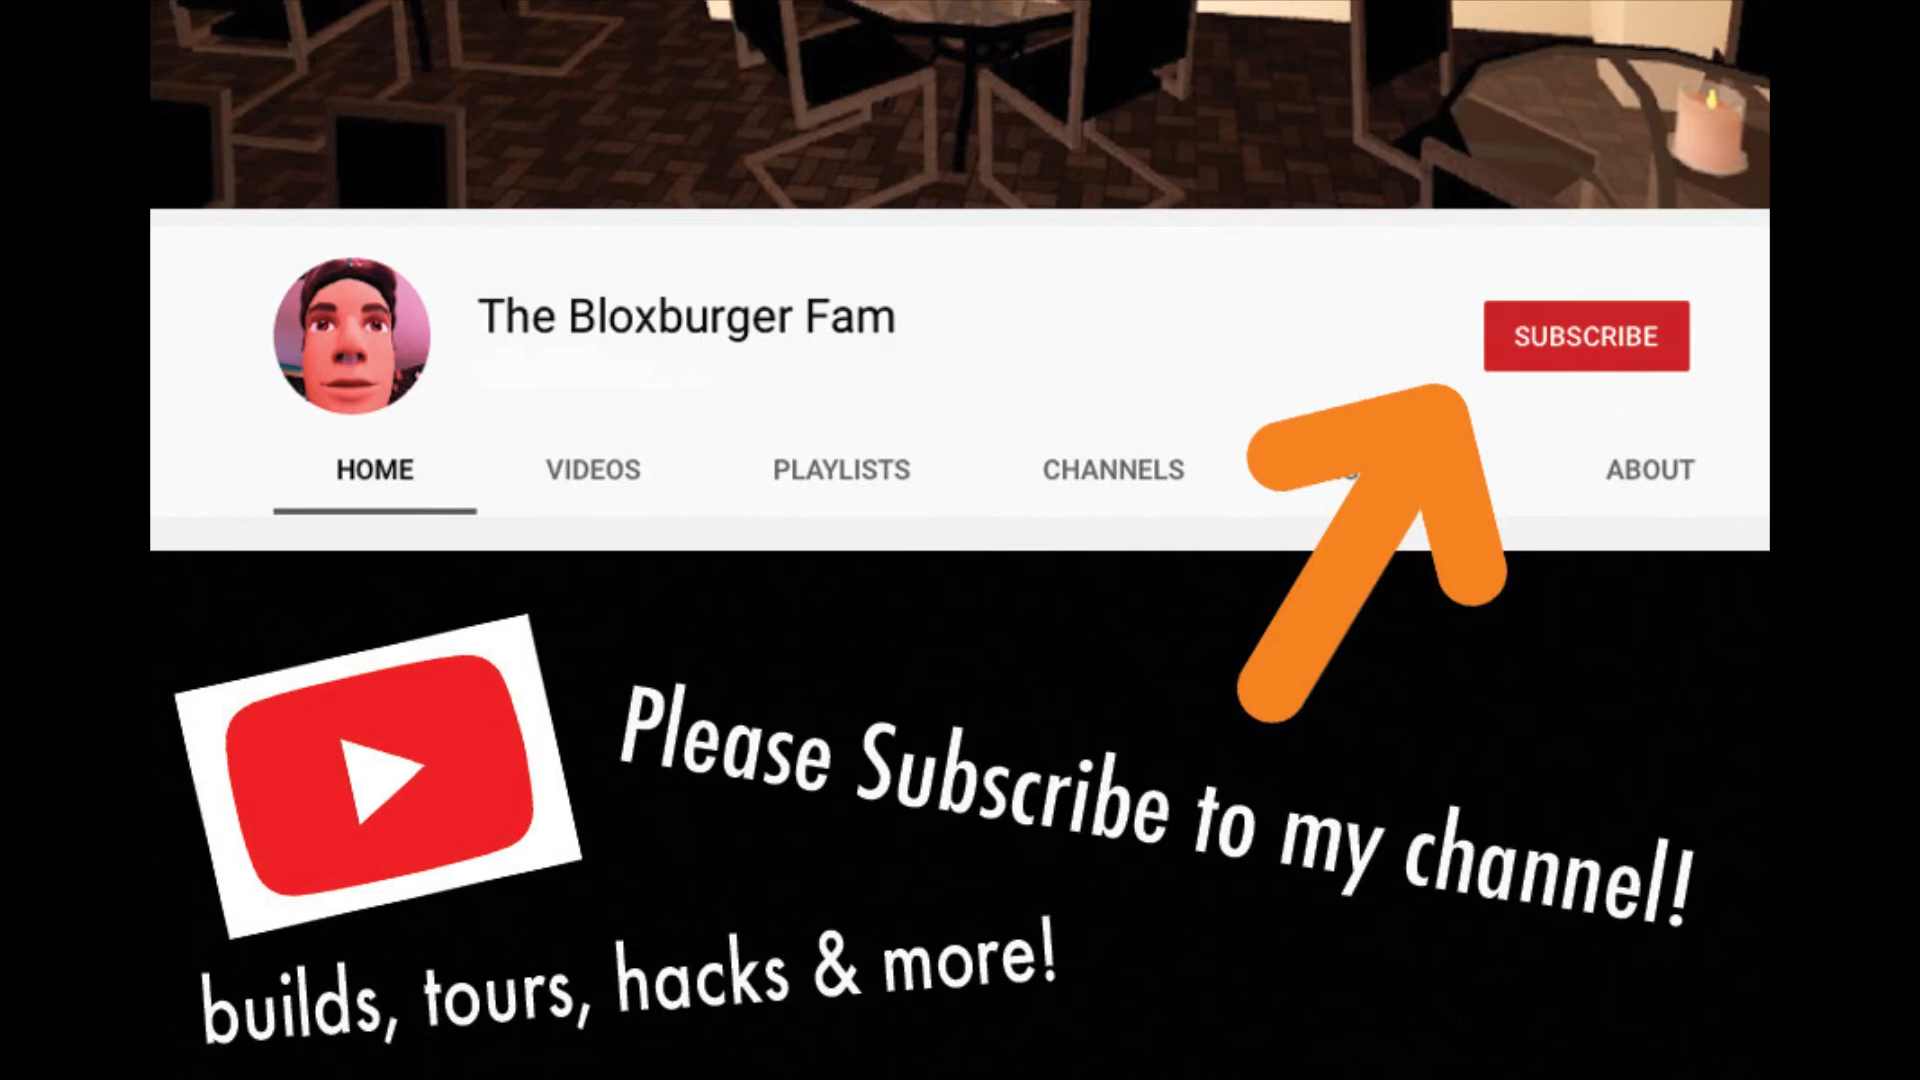 The Bloxburger Fam
SUBSCRIBE
HOME VIDEOS PLAYLISTS CHANNELS ABOUT
Please Subscribe to my channel!
builds, tours, hacks & more!